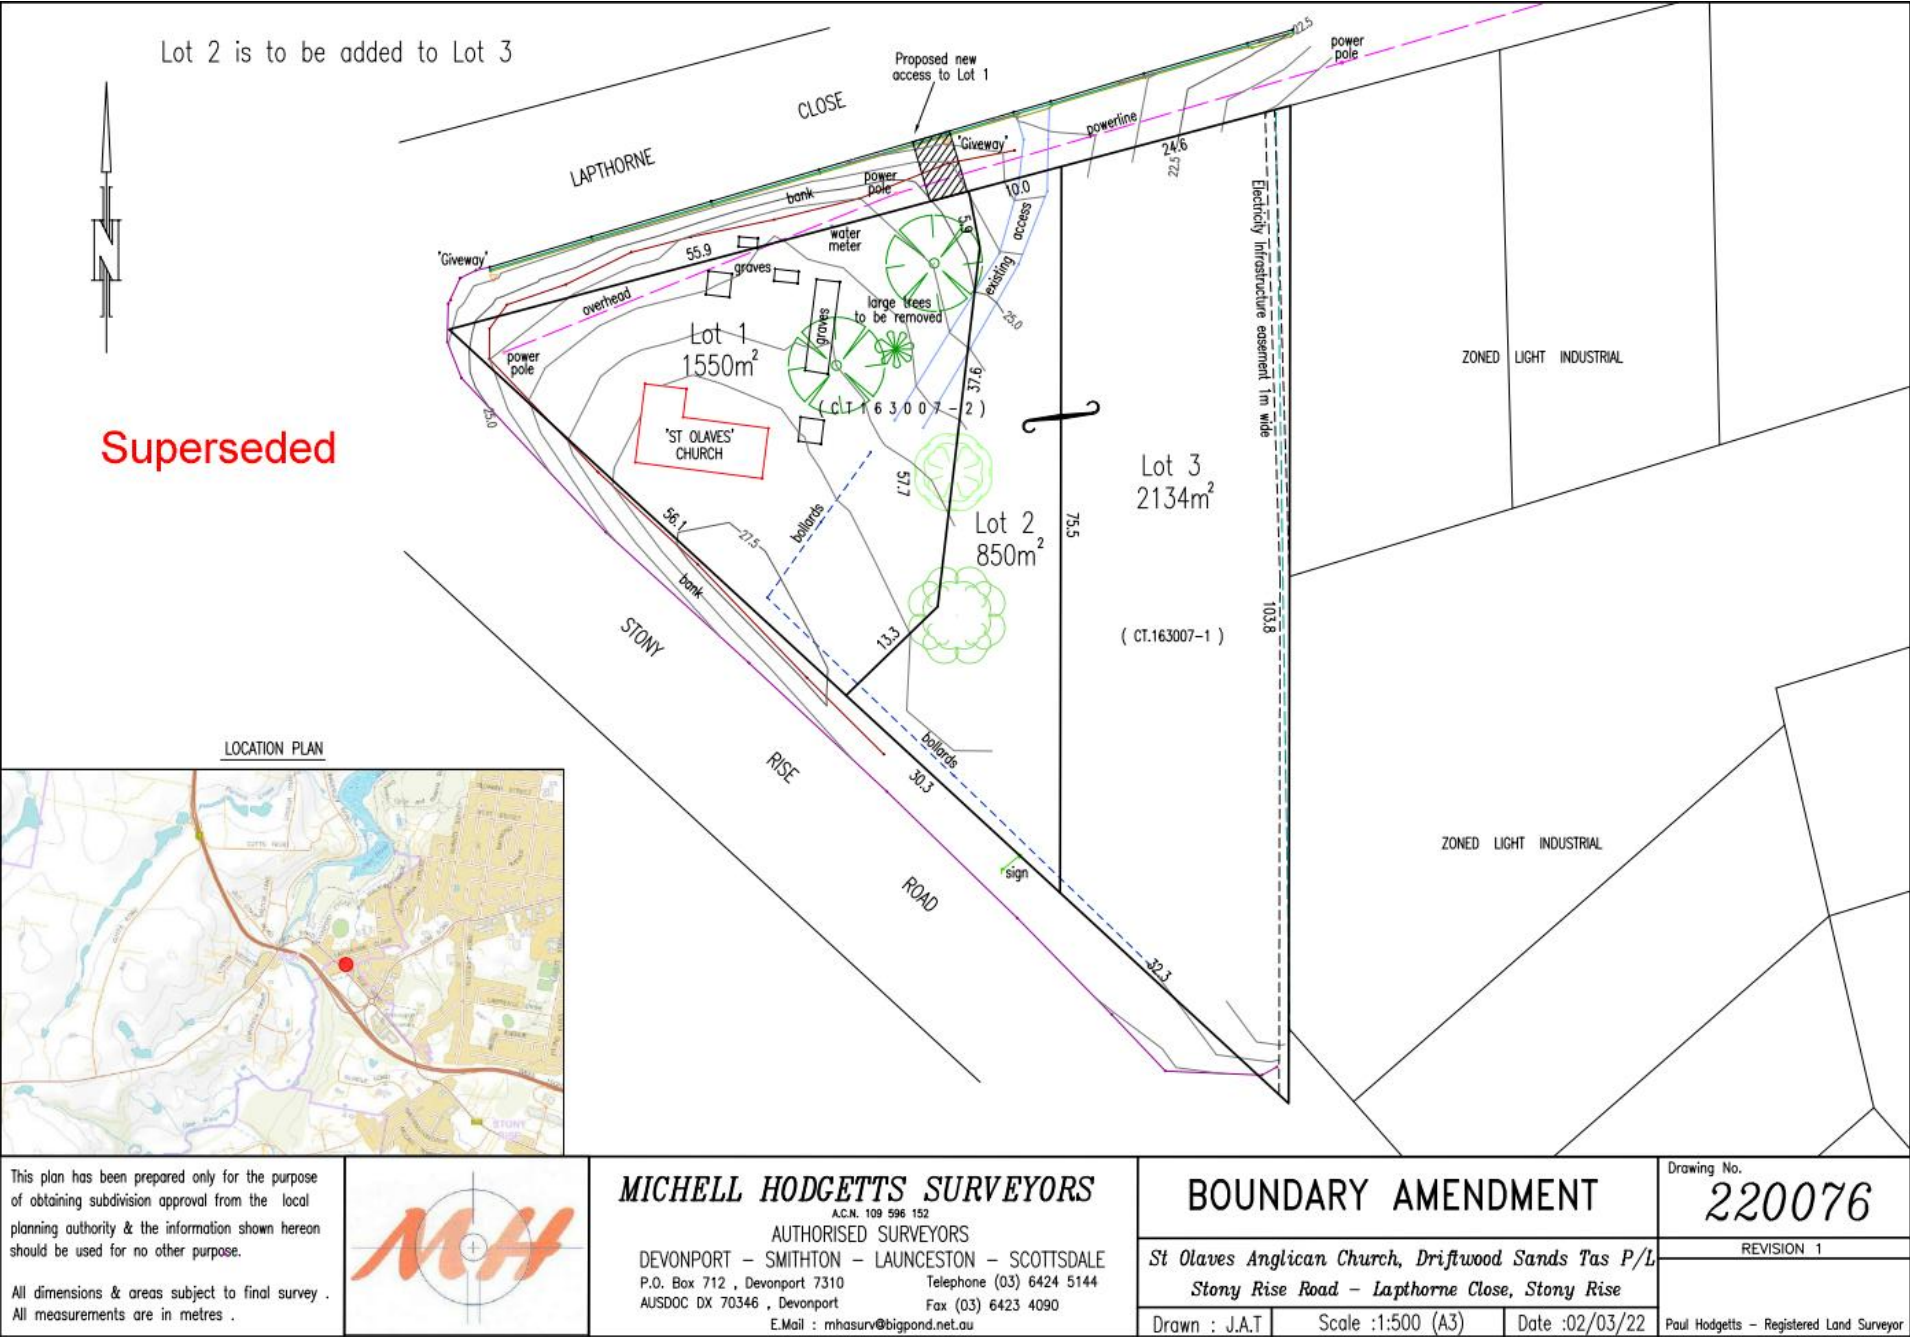 Lot 2 is to be added to Lot 3
Proposed new
access to Lot 1
power
pole
22.5
CLOSE
LAPTHORNE
'Giveway'
powerline
24.6
22.5
10.0
power
pole
bank
5.9
access
existing
25.0
water
meter
'Giveway'
55.9
graves
overhead
graves
large trees
to be removed
Lot 1
1550m²
power
pole
25.0
37.6
(CT163007-2)
Electricity Infrastructure easement 1m wide
ZONED LIGHT INDUSTRIAL
Superseded
'ST OLAVES'
CHURCH
Lot 3
2134m²
57.7
56.1
27.5
bollards
Lot 2
850m²
75.5
bank
103.8
13.3
( CT.163007-1 )
STONY
RISE
ROAD
bollards
30.3
sign
32.3
ZONED LIGHT INDUSTRIAL
LOCATION PLAN
STONY
RISE
This plan has been prepared only for the purpose
of obtaining subdivision approval from the local
planning authority & the information shown hereon
should be used for no other purpose.
All dimensions & areas subject to final survey .
All measurements are in metres .
MH
MICHELL HODGETTS SURVEYORS
A.C.N. 109 596 152
AUTHORISED SURVEYORS
DEVONPORT - SMITHTON - LAUNCESTON - SCOTTSDALE
P.O. Box 712 , Devonport 7310 Telephone (03) 6424 5144
AUSDOC DX 70346 , Devonport Fax (03) 6423 4090
E.Mail : mhasurv@bigpond.net.au
BOUNDARY AMENDMENT
St Olaves Anglican Church, Driftwood Sands Tas P/L
Stony Rise Road - Lapthorne Close, Stony Rise
Drawn : J.A.T Scale :1:500 (A3) Date :02/03/22
Drawing No.
220076
REVISION 1
Paul Hodgetts - Registered Land Surveyor